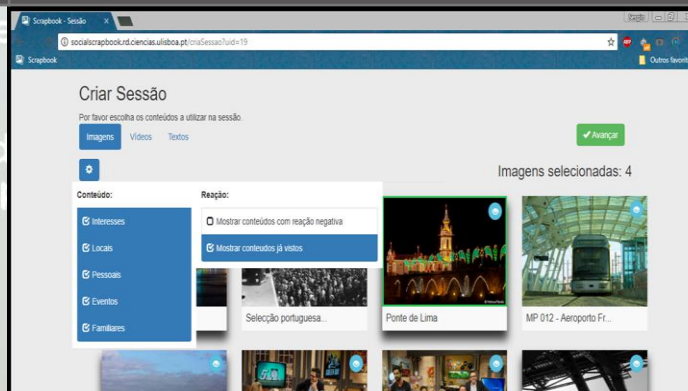 Scrapbook - Sessão
Sergio
socialscrapbook.rd.ciencias.ulisboa.pt/criaSessao?uid=19
Scrapbook
Outros favorit
Criar Sessão
Por favor escolha os conteúdos a utilizar na sessão.
Imagens Vídeos Textos
Avançar
Imagens selecionadas: 4
Conteúdo: Reação:
Interesses Mostrar conteúdos com reação negativa
Locais Mostrar conteudos já vistos
Pessoais
Eventos
Familiares
Selecção portuguesa...
Ponte de Lima
MP 012 - Aeroporto Fr...